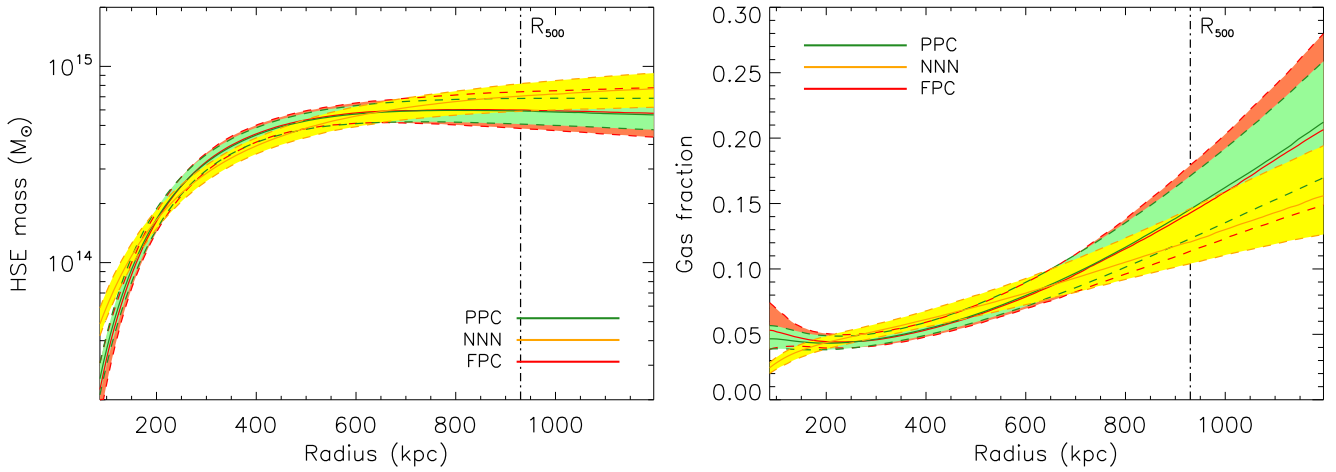 R₅₀₀
10¹⁵
10¹⁴
HSE mass (M☉)
PPC
NNN
FPC
200 400 600 800 1000
Radius (kpc)
R₅₀₀
PPC
NNN
FPC
0.30
0.25
0.20
0.15
0.10
0.05
0.00
Gas fraction
200 400 600 800 1000
Radius (kpc)